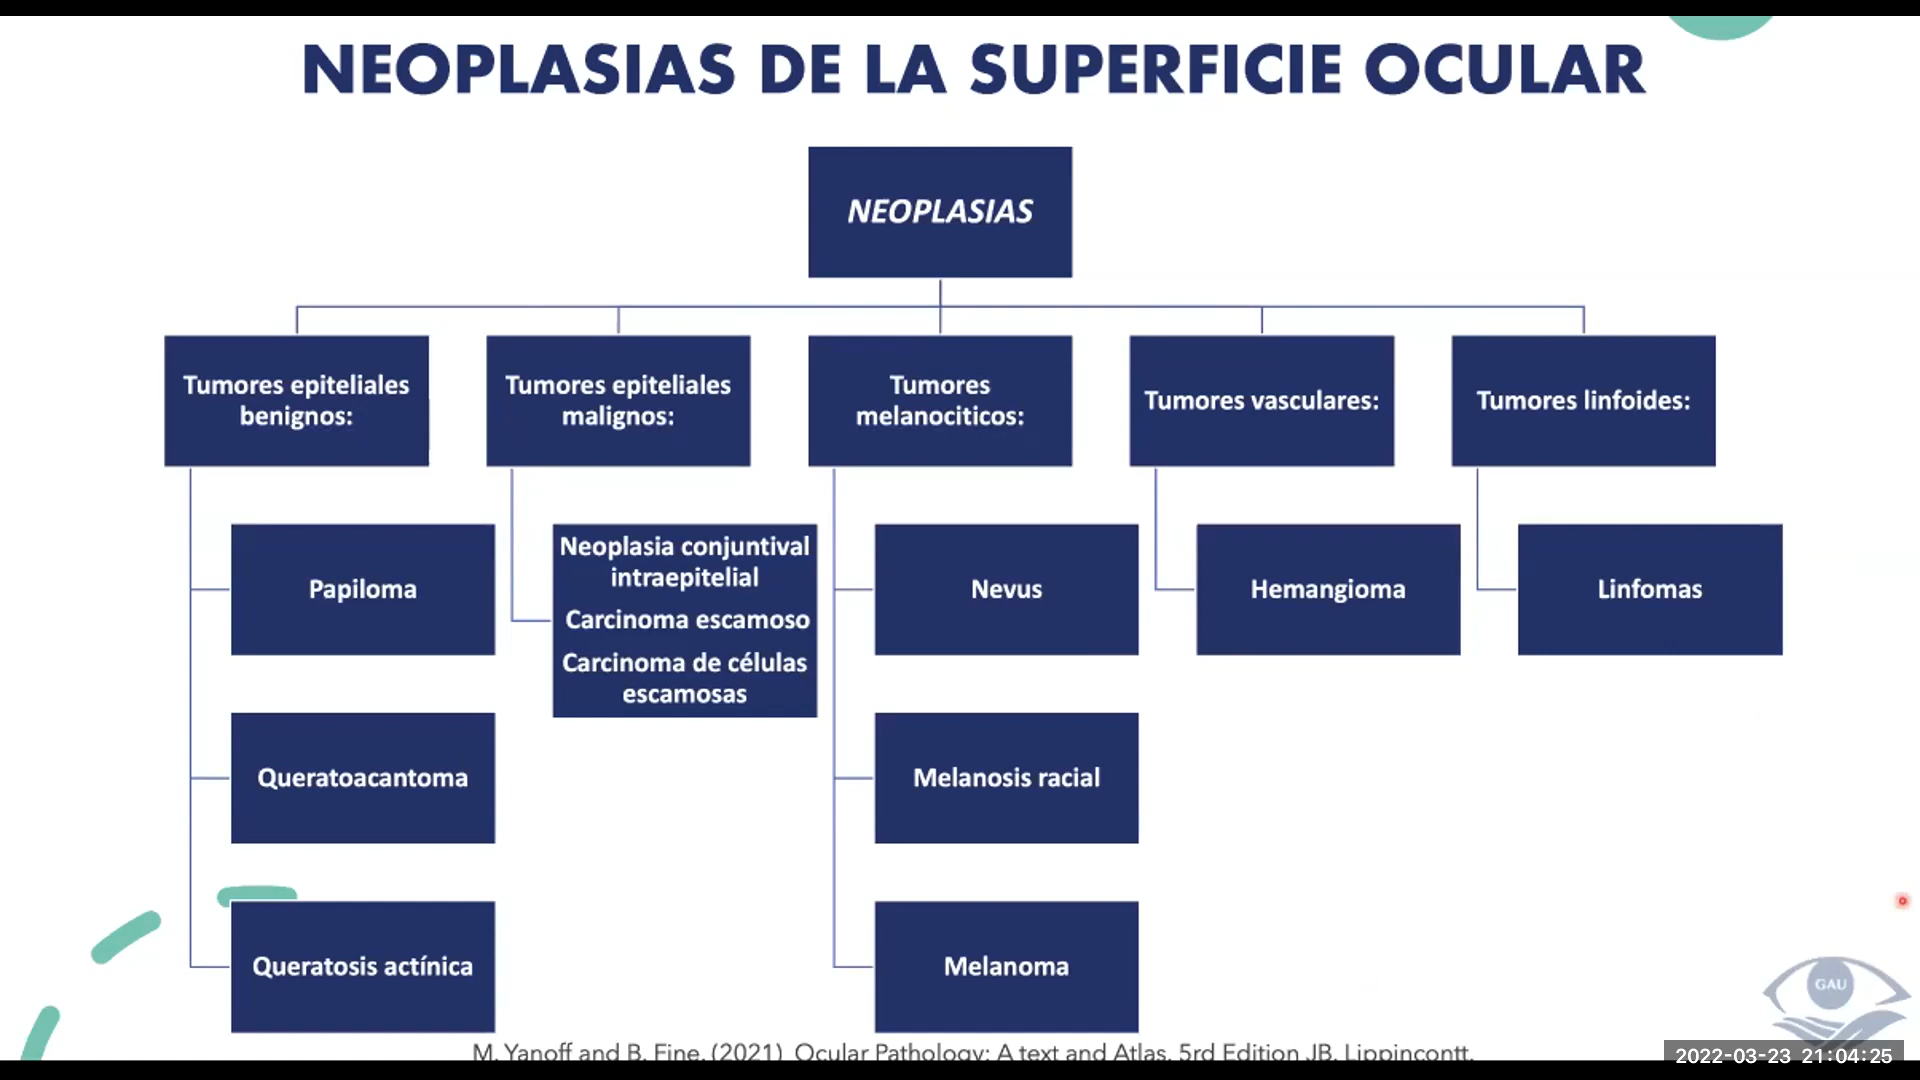 NEOPLASIAS DE LA SUPERFICIE OCULAR
NEOPLASIAS
Tumores epiteliales
benignos:
Tumores epiteliales
malignos:
Tumores
melanociticos:
Tumores vasculares:
Tumores linfoides:
Papiloma
Neoplasia conjuntival
intraepitelial
Carcinoma escamoso
Carcinoma de células
escamosas
Nevus
Hemangioma
Linfomas
Queratoacantoma
Melanosis racial
Queratosis actínica
Melanoma
GAU
M. Yanoff and B. Fine. (2021) Ocular Pathology: A text and Atlas. 5rd Edition JB. Lippincontt.
2022-03-23 21:04:25